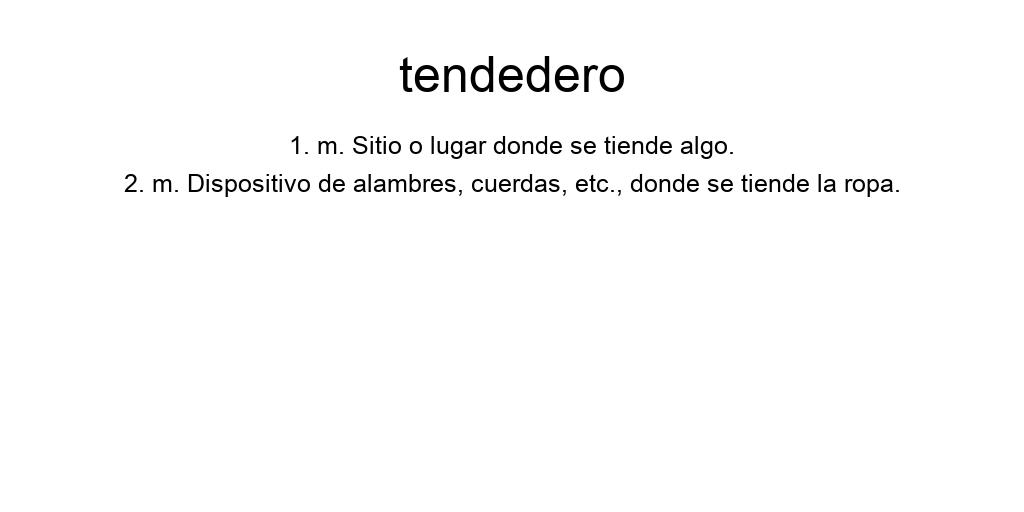 tendedero
1. m. Sitio o lugar donde se tiende algo.
2. m. Dispositivo de alambres, cuerdas, etc., donde se tiende la ropa.